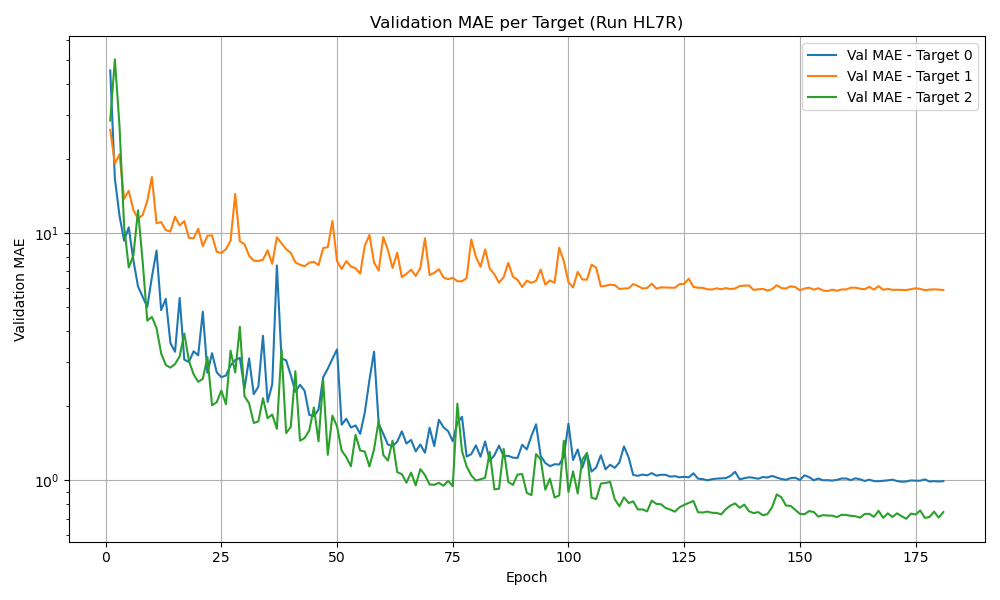 Validation MAE per Target (Run HL7R)
Val MAE - Target 0
Val MAE - Target 1
Val MAE - Target 2
Validation MAE
10¹
10⁰
0 25 50 75 100 125 150 175
Epoch